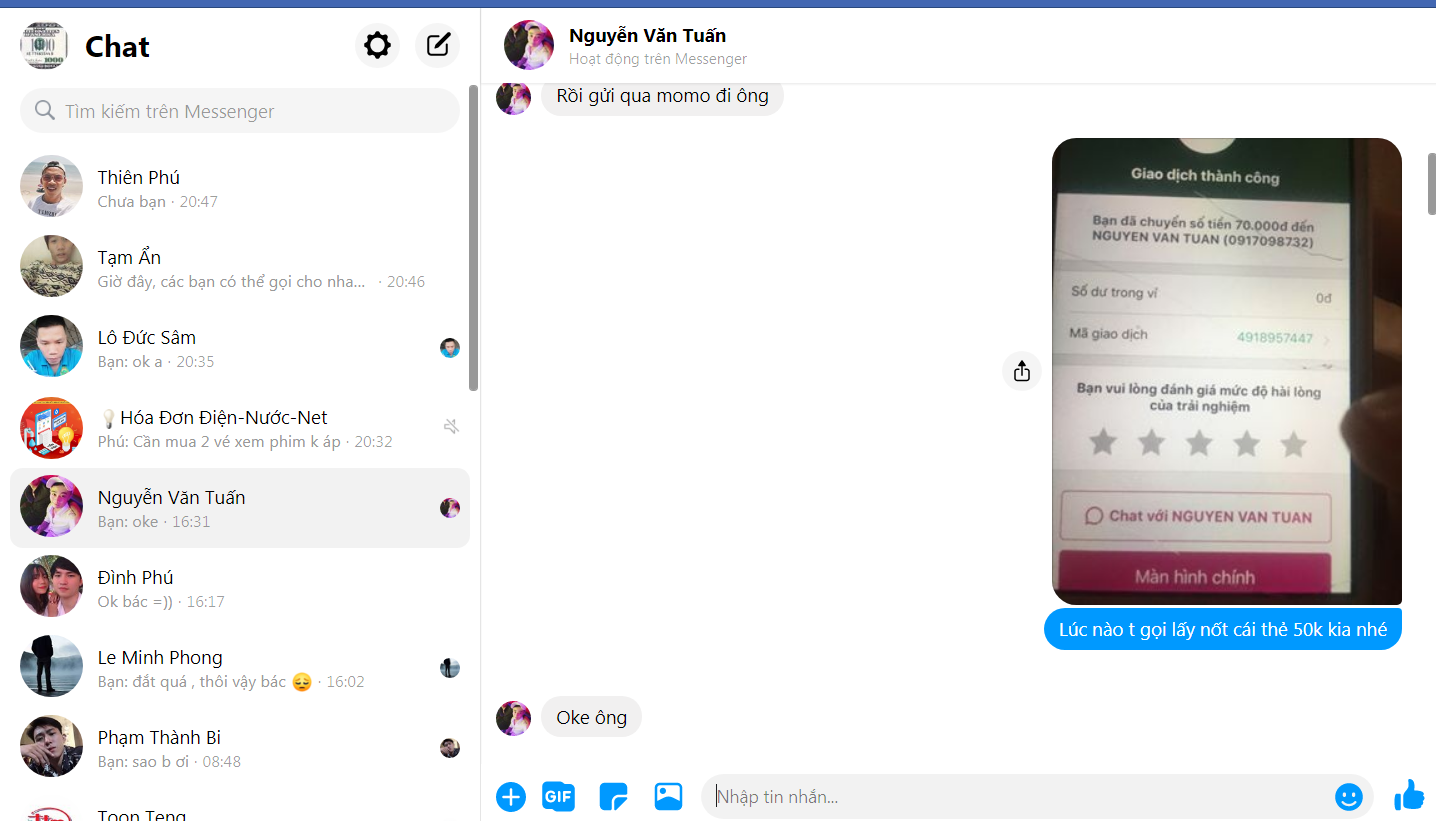 Chat
Tìm kiếm trên Messenger
Thiên Phú
Chưa bạn · 20:47
Tạm Ẩn
Giờ đây, các bạn có thể gọi cho nha... · 20:46
Lô Đức Sâm
Bạn: ok a · 20:35
💡Hóa Đơn Điện-Nước-Net
Phú: Cần mua 2 vé xem phim k áp · 20:32
Nguyễn Văn Tuấn
Bạn: oke · 16:31
Đình Phú
Ok bác =)) · 16:17
Le Minh Phong
Bạn: đắt quá , thôi vậy bác 😔 · 16:02
Phạm Thành Bi
Bạn: sao b ơi · 08:48
Toon Teng
Nguyễn Văn Tuấn
Hoạt động trên Messenger
Rồi gửi qua momo đi ông
Giao dịch thành công
Bạn đã chuyển số tiền 70.000đ đến
NGUYEN VAN TUAN (0917098732)
Số dư trong ví 0đ
Mã giao dịch 4918957447
Bạn vui lòng đánh giá mức độ hài lòng
của trải nghiệm
Chat với NGUYEN VAN TUAN
Màn hình chính
Lúc nào t gọi lấy nốt cái thẻ 50k kia nhé
Oke ông
GIF
Nhập tin nhắn...